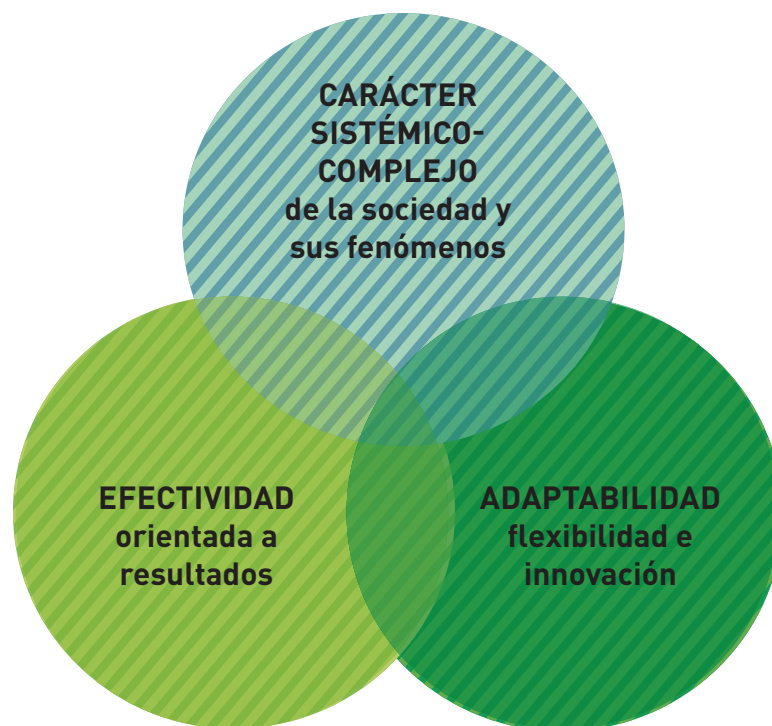 CARÁCTER
SISTÉMICO-
COMPLEJO
de la sociedad y
sus fenómenos
EFECTIVIDAD
orientada a
resultados
ADAPTABILIDAD
flexibilidad e
innovación